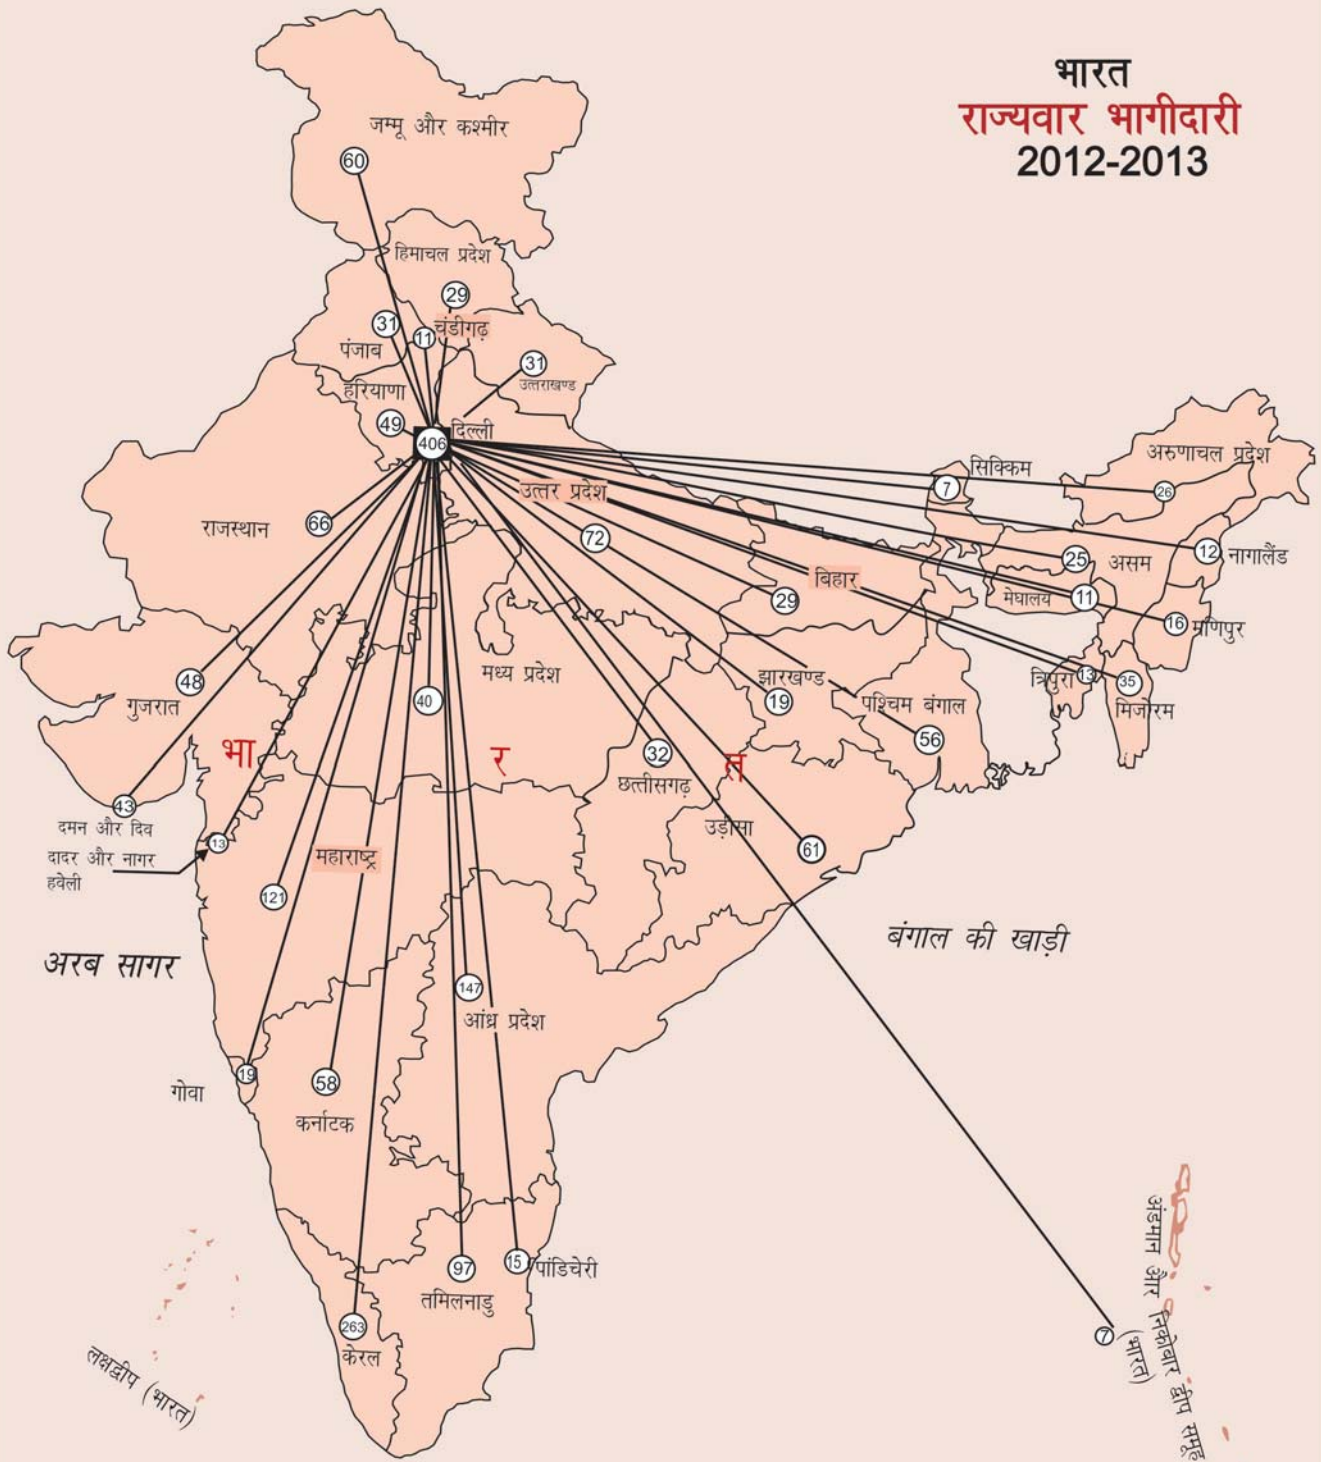 भारत
राज्यवार भागीदारी
2012-2013
जम्मू और कश्मीर
60
हिमाचल प्रदेश
29
31
11
चंडीगढ़
पंजाब
31
उत्तराखण्ड
हरियाणा
49
दिल्ली
406
सिक्किम
7
अरुणाचल प्रदेश
26
उत्तर प्रदेश
राजस्थान
66
72
12
नागालैंड
25
असम
बिहार
29
मेघालय
11
16
मणिपुर
48
गुजरात
मध्य प्रदेश
40
झारखण्ड
19
पश्चिम बंगाल
56
त्रिपुरा
13
35
मिजोरम
भा
र
त
32
छत्तीसगढ़
43
दमन और दिव
दादर और नागर
हवेली
13
महाराष्ट्र
उड़ीसा
61
121
अरब सागर
बंगाल की खाड़ी
147
आंध्र प्रदेश
19
गोवा
58
कर्नाटक
97
तमिलनाडु
15
पांडिचेरी
263
केरल
लक्षद्वीप (भारत)
7
अंडमान और निकोबार द्वीप समूह
(भारत)